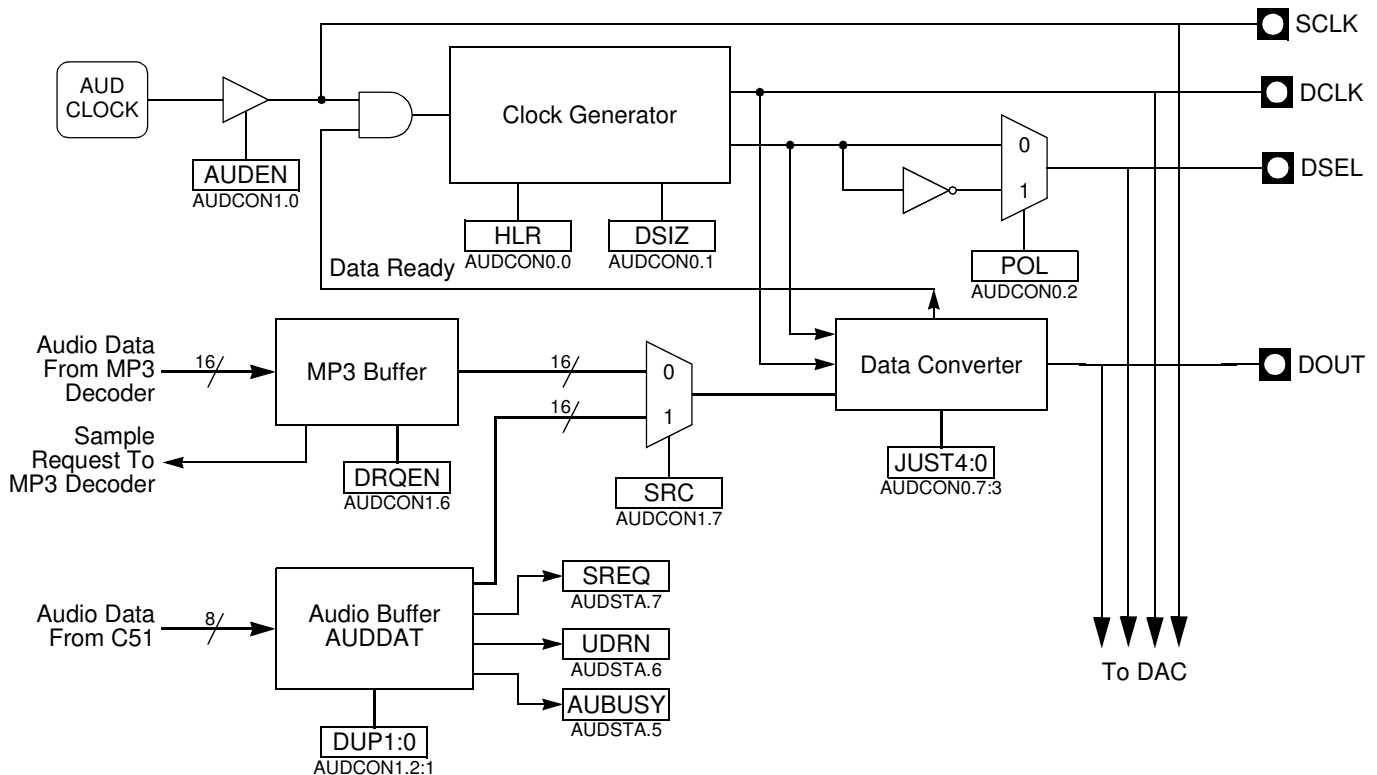 SCLK
AUD
CLOCK
Clock Generator
DCLK
0
1
DSEL
AUDEN
AUDCON1.0
HLR
AUDCON0.0
DSIZ
AUDCON0.1
POL
AUDCON0.2
Data Ready
Audio Data
From MP3
Decoder
16
MP3 Buffer
16
0
1
16
Data Converter
DOUT
Sample
Request To
MP3 Decoder
DRQEN
AUDCON1.6
SRC
AUDCON1.7
JUST4:0
AUDCON0.7:3
Audio Data
From C51
8
Audio Buffer
AUDDAT
SREQ
AUDSTA.7
UDRN
AUDSTA.6
AUBUSY
AUDSTA.5
To DAC
DUP1:0
AUDCON1.2:1